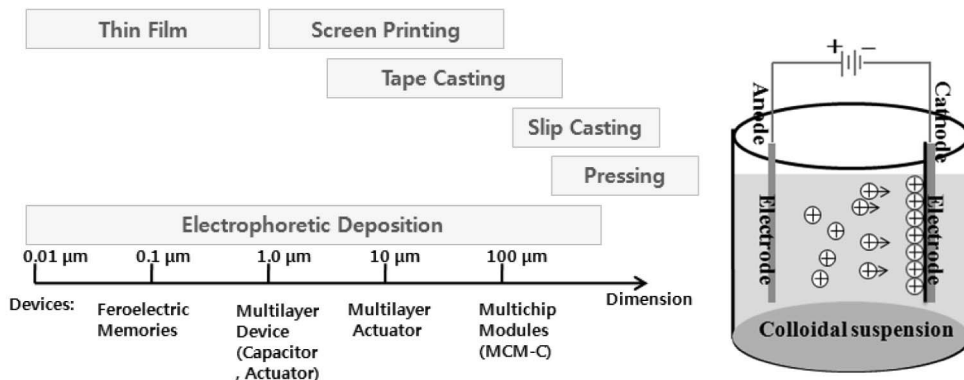 Thin Film
Screen Printing
Tape Casting
Slip Casting
Pressing
Electrophoretic Deposition
0.01 μm
0.1 μm
1.0 μm
10 μm
100 μm
Dimension
Devices:
Feroelectric
Memories
Multilayer
Device
(Capacitor
, Actuator)
Multilayer
Actuator
Multichip
Modules
(MCM-C)
+ −
Anode
Cathode
Electrode
Electrode
Colloidal suspension